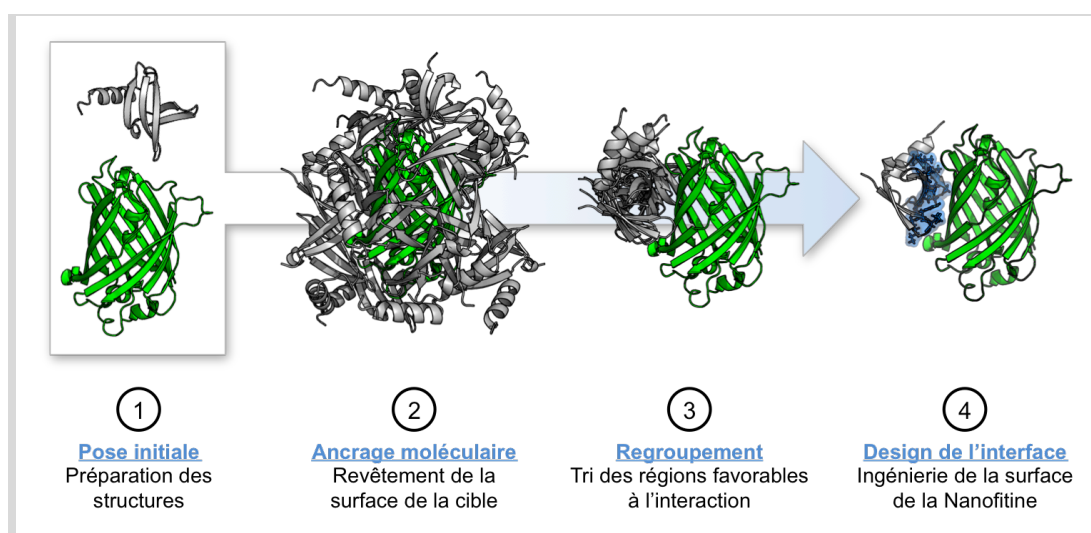 1
Pose initiale
Préparation des
structures
2
Ancrage moléculaire
Revêtement de la
surface de la cible
3
Regroupement
Tri des régions favorables
à l’interaction
4
Design de l’interface
Ingénierie de la surface
de la Nanofitine